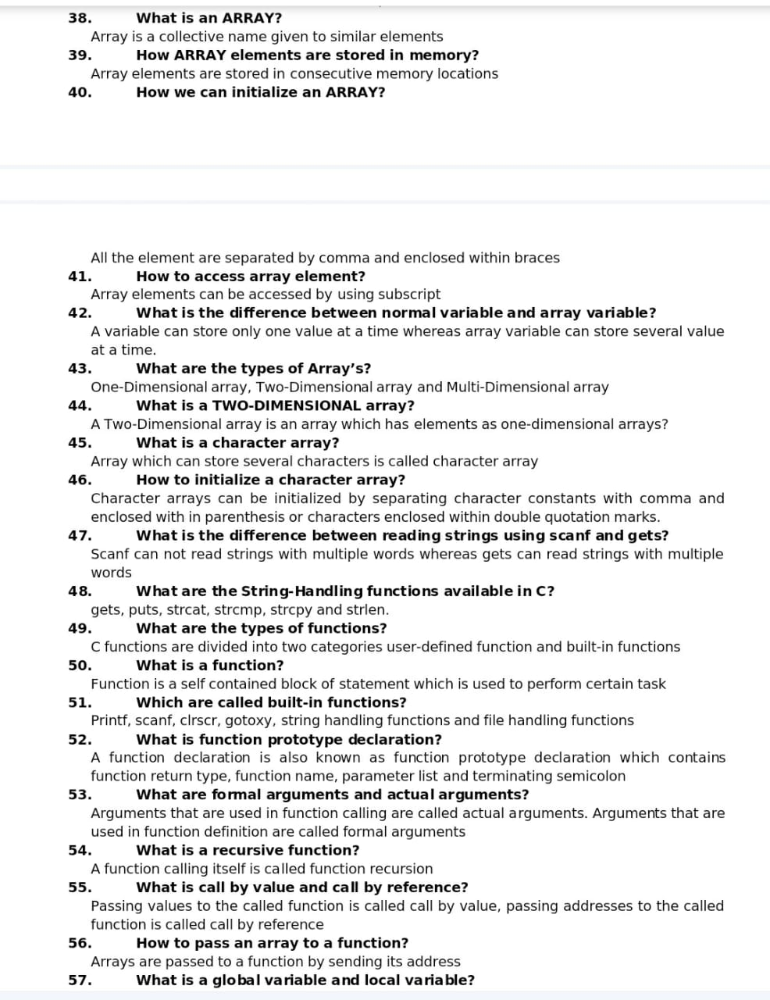 38. What is an ARRAY?
Array is a collective name given to similar elements
39. How ARRAY elements are stored in memory?
Array elements are stored in consecutive memory locations
40. How we can initialize an ARRAY?
All the element are separated by comma and enclosed within braces
41. How to access array element?
Array elements can be accessed by using subscript
42. What is the difference between normal variable and array variable?
A variable can store only one value at a time whereas array variable can store several value
at a time.
43. What are the types of Array’s?
One-Dimensional array, Two-Dimensional array and Multi-Dimensional array
44. What is a TWO-DIMENSIONAL array?
A Two-Dimensional array is an array which has elements as one-dimensional arrays?
45. What is a character array?
Array which can store several characters is called character array
46. How to initialize a character array?
Character arrays can be initialized by separating character constants with comma and
enclosed with in parenthesis or characters enclosed within double quotation marks.
47. What is the difference between reading strings using scanf and gets?
Scanf can not read strings with multiple words whereas gets can read strings with multiple
words
48. What are the String-Handling functions available in C?
gets, puts, strcat, strcmp, strcpy and strlen.
49. What are the types of functions?
C functions are divided into two categories user-defined function and built-in functions
50. What is a function?
Function is a self contained block of statement which is used to perform certain task
51. Which are called built-in functions?
Printf, scanf, clrscr, gotoxy, string handling functions and file handling functions
52. What is function prototype declaration?
A function declaration is also known as function prototype declaration which contains
function return type, function name, parameter list and terminating semicolon
53. What are formal arguments and actual arguments?
Arguments that are used in function calling are called actual arguments. Arguments that are
used in function definition are called formal arguments
54. What is a recursive function?
A function calling itself is called function recursion
55. What is call by value and call by reference?
Passing values to the called function is called call by value, passing addresses to the called
function is called call by reference
56. How to pass an array to a function?
Arrays are passed to a function by sending its address
57. What is a global variable and local variable?